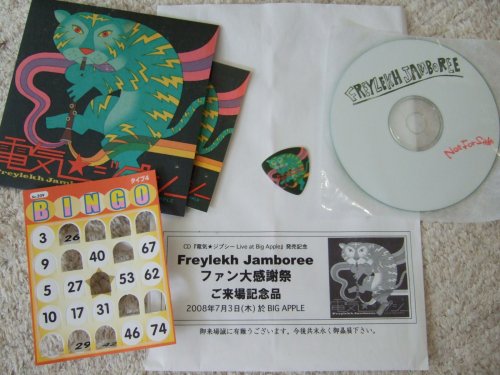 電気★ジプシー
Freylekh Jamboree
FREYLEKH JAMBOREE
Not For Sale
タイプ4
BINGO
3 26 40 67
5 27 53 62
10 17 31
29 42 46 74
CD『電気★ジプシー Live at Big Apple』発売記念
Freylekh Jamboree
ファン大感謝祭
ご来場記念品
2008年7月3日(木) 於 BIG APPLE
御来場誠に有難うございます。今後共末永く御贔屓下さい。